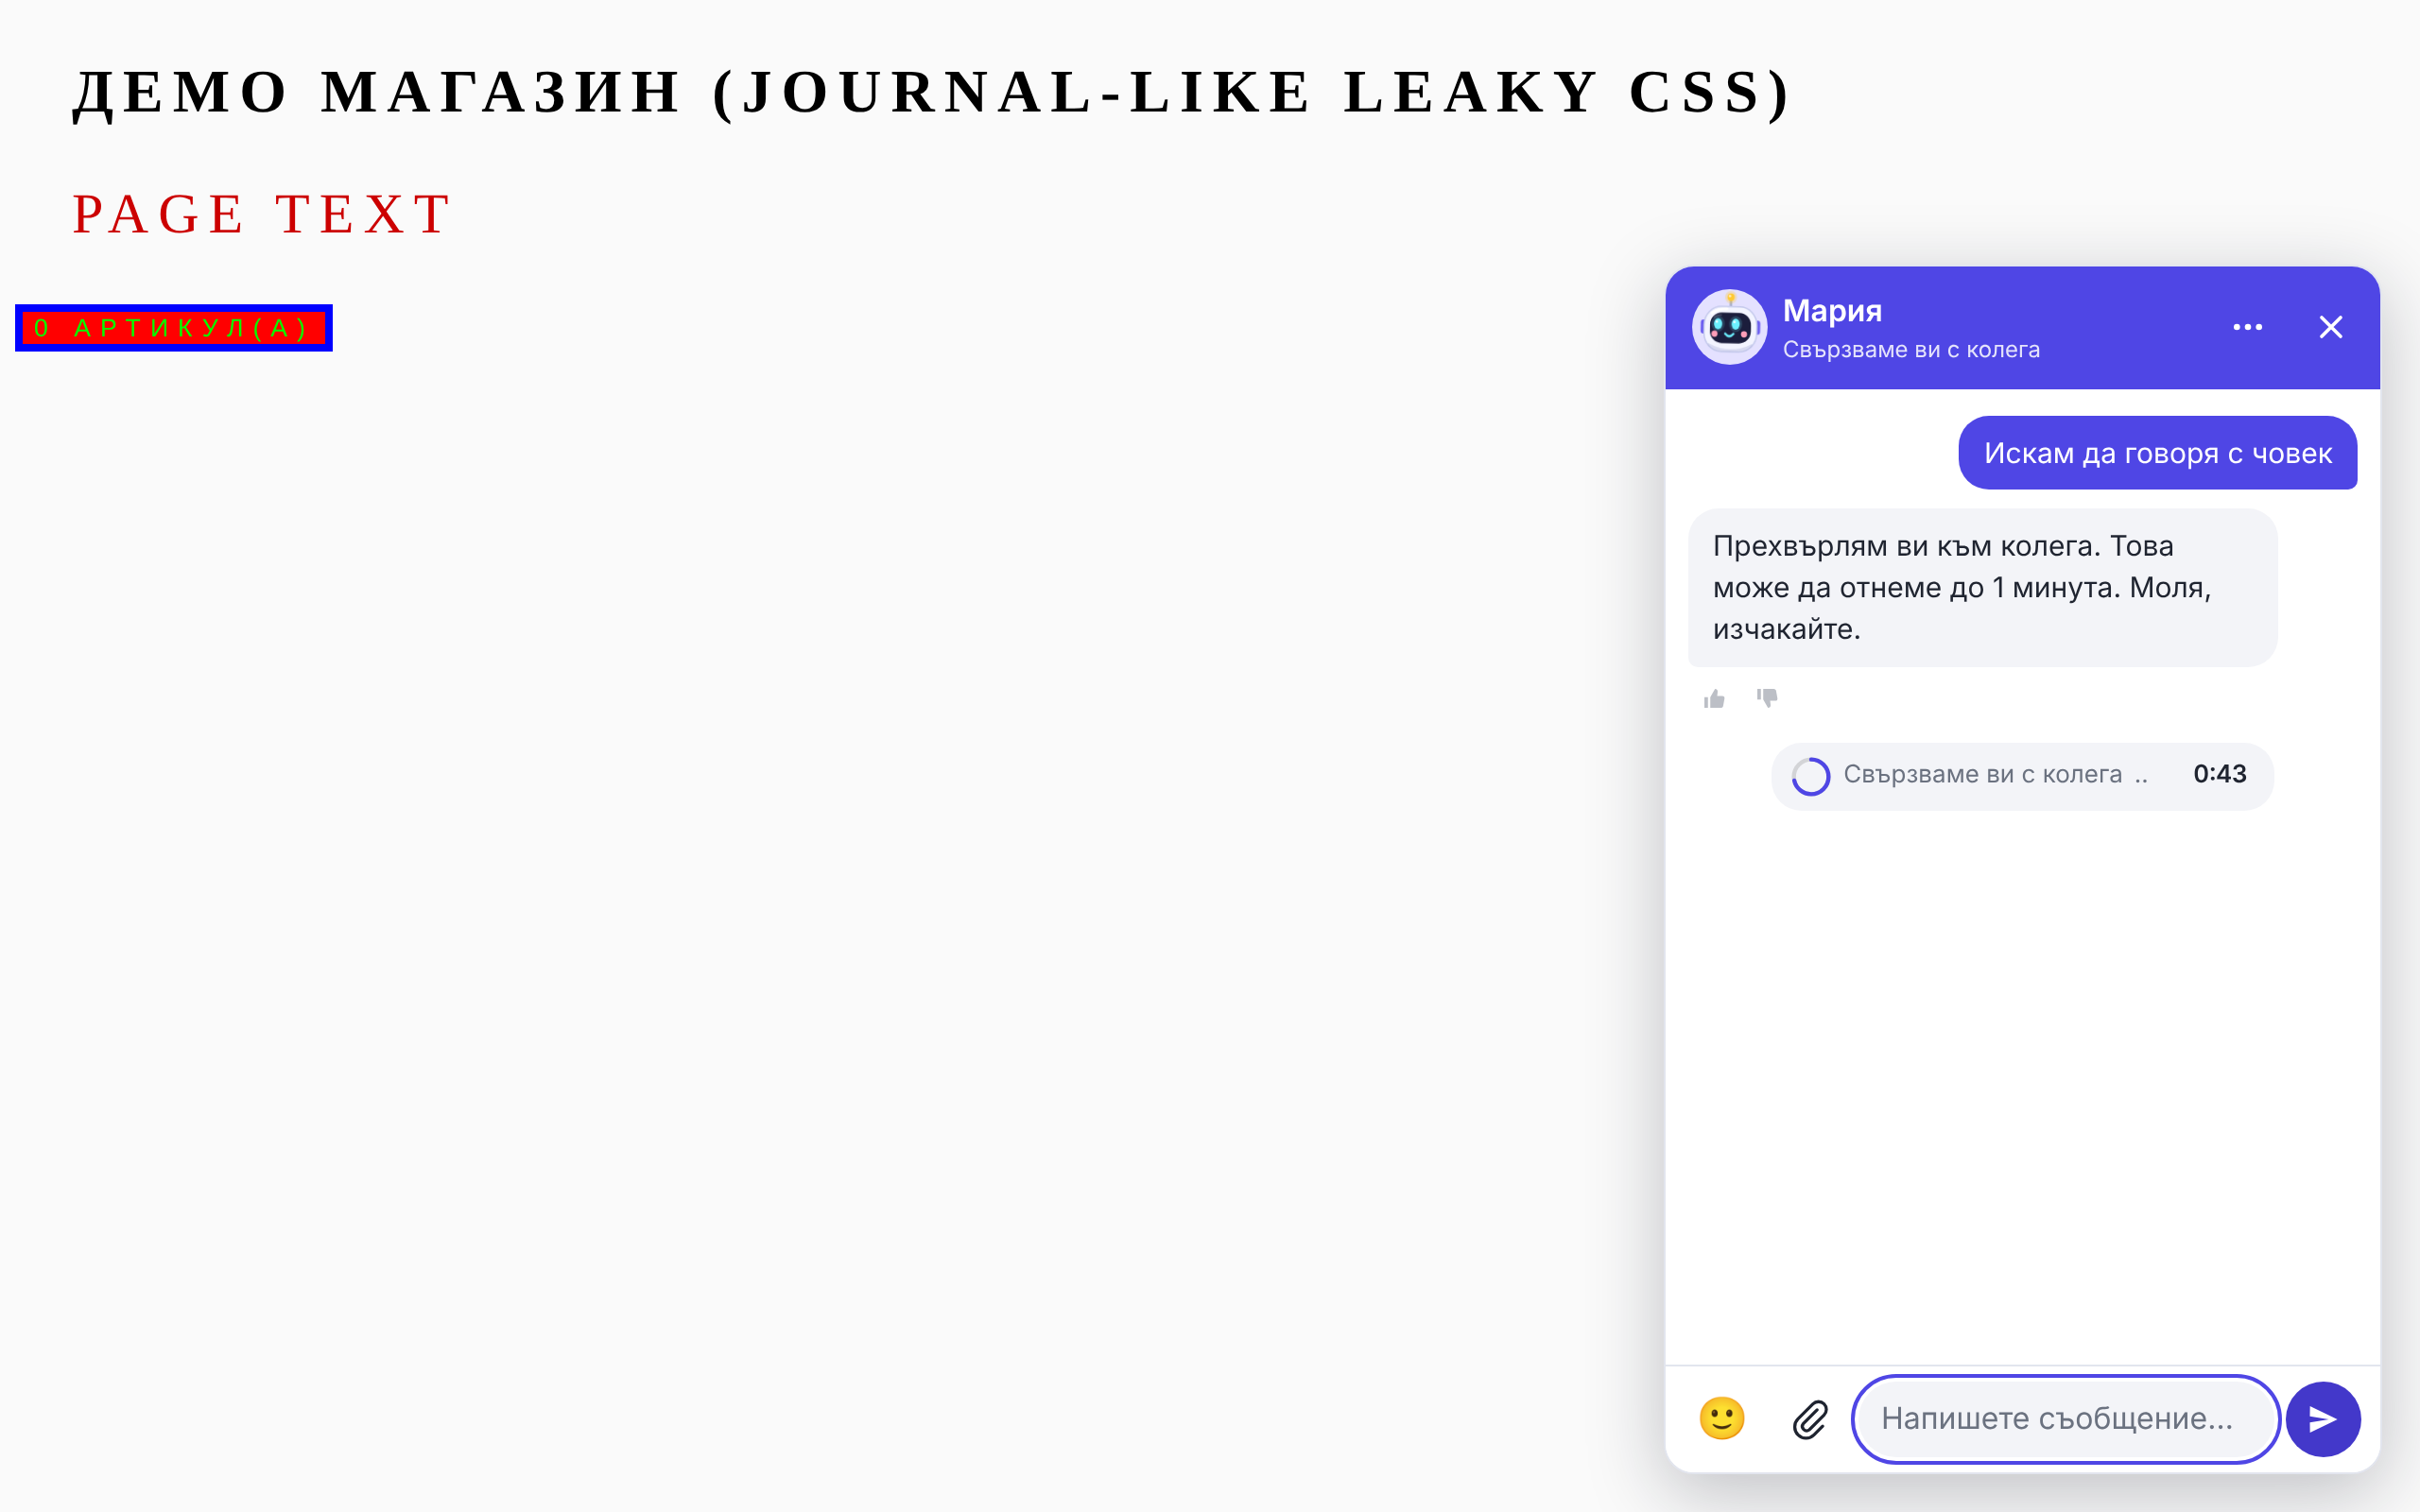 ДЕМО МАГАЗИН (JOURNAL-LIKE LEAKY CSS)
PAGE TEXT
0 АРТИКУЛ(А)
Мария
Свързваме ви с колега
Искам да говоря с човек
Прехвърлям ви към колега. Това
може да отнеме до 1 минута. Моля,
изчакайте.
Свързваме ви с колега .. 0:43
Напишете съобщение...